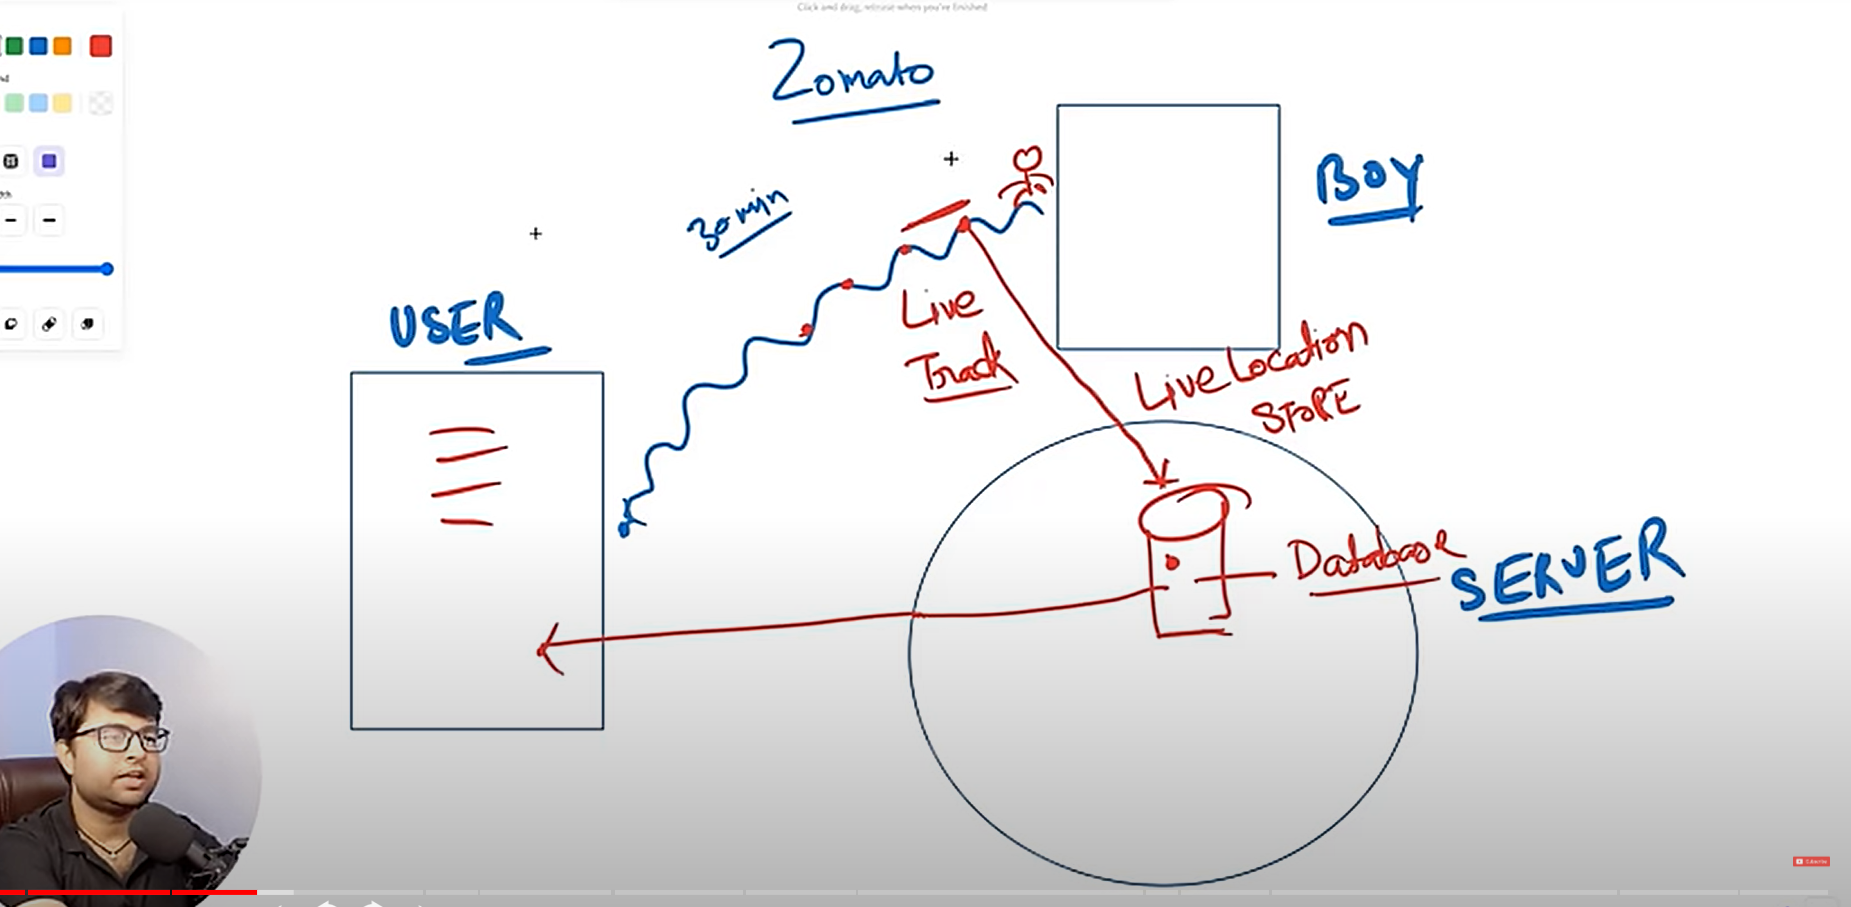 Click and drag, release when you're finished
Zomato
BOY
30 min
USER
Live
Track
Live Location
STORE
Database
SERVER
Subscribe